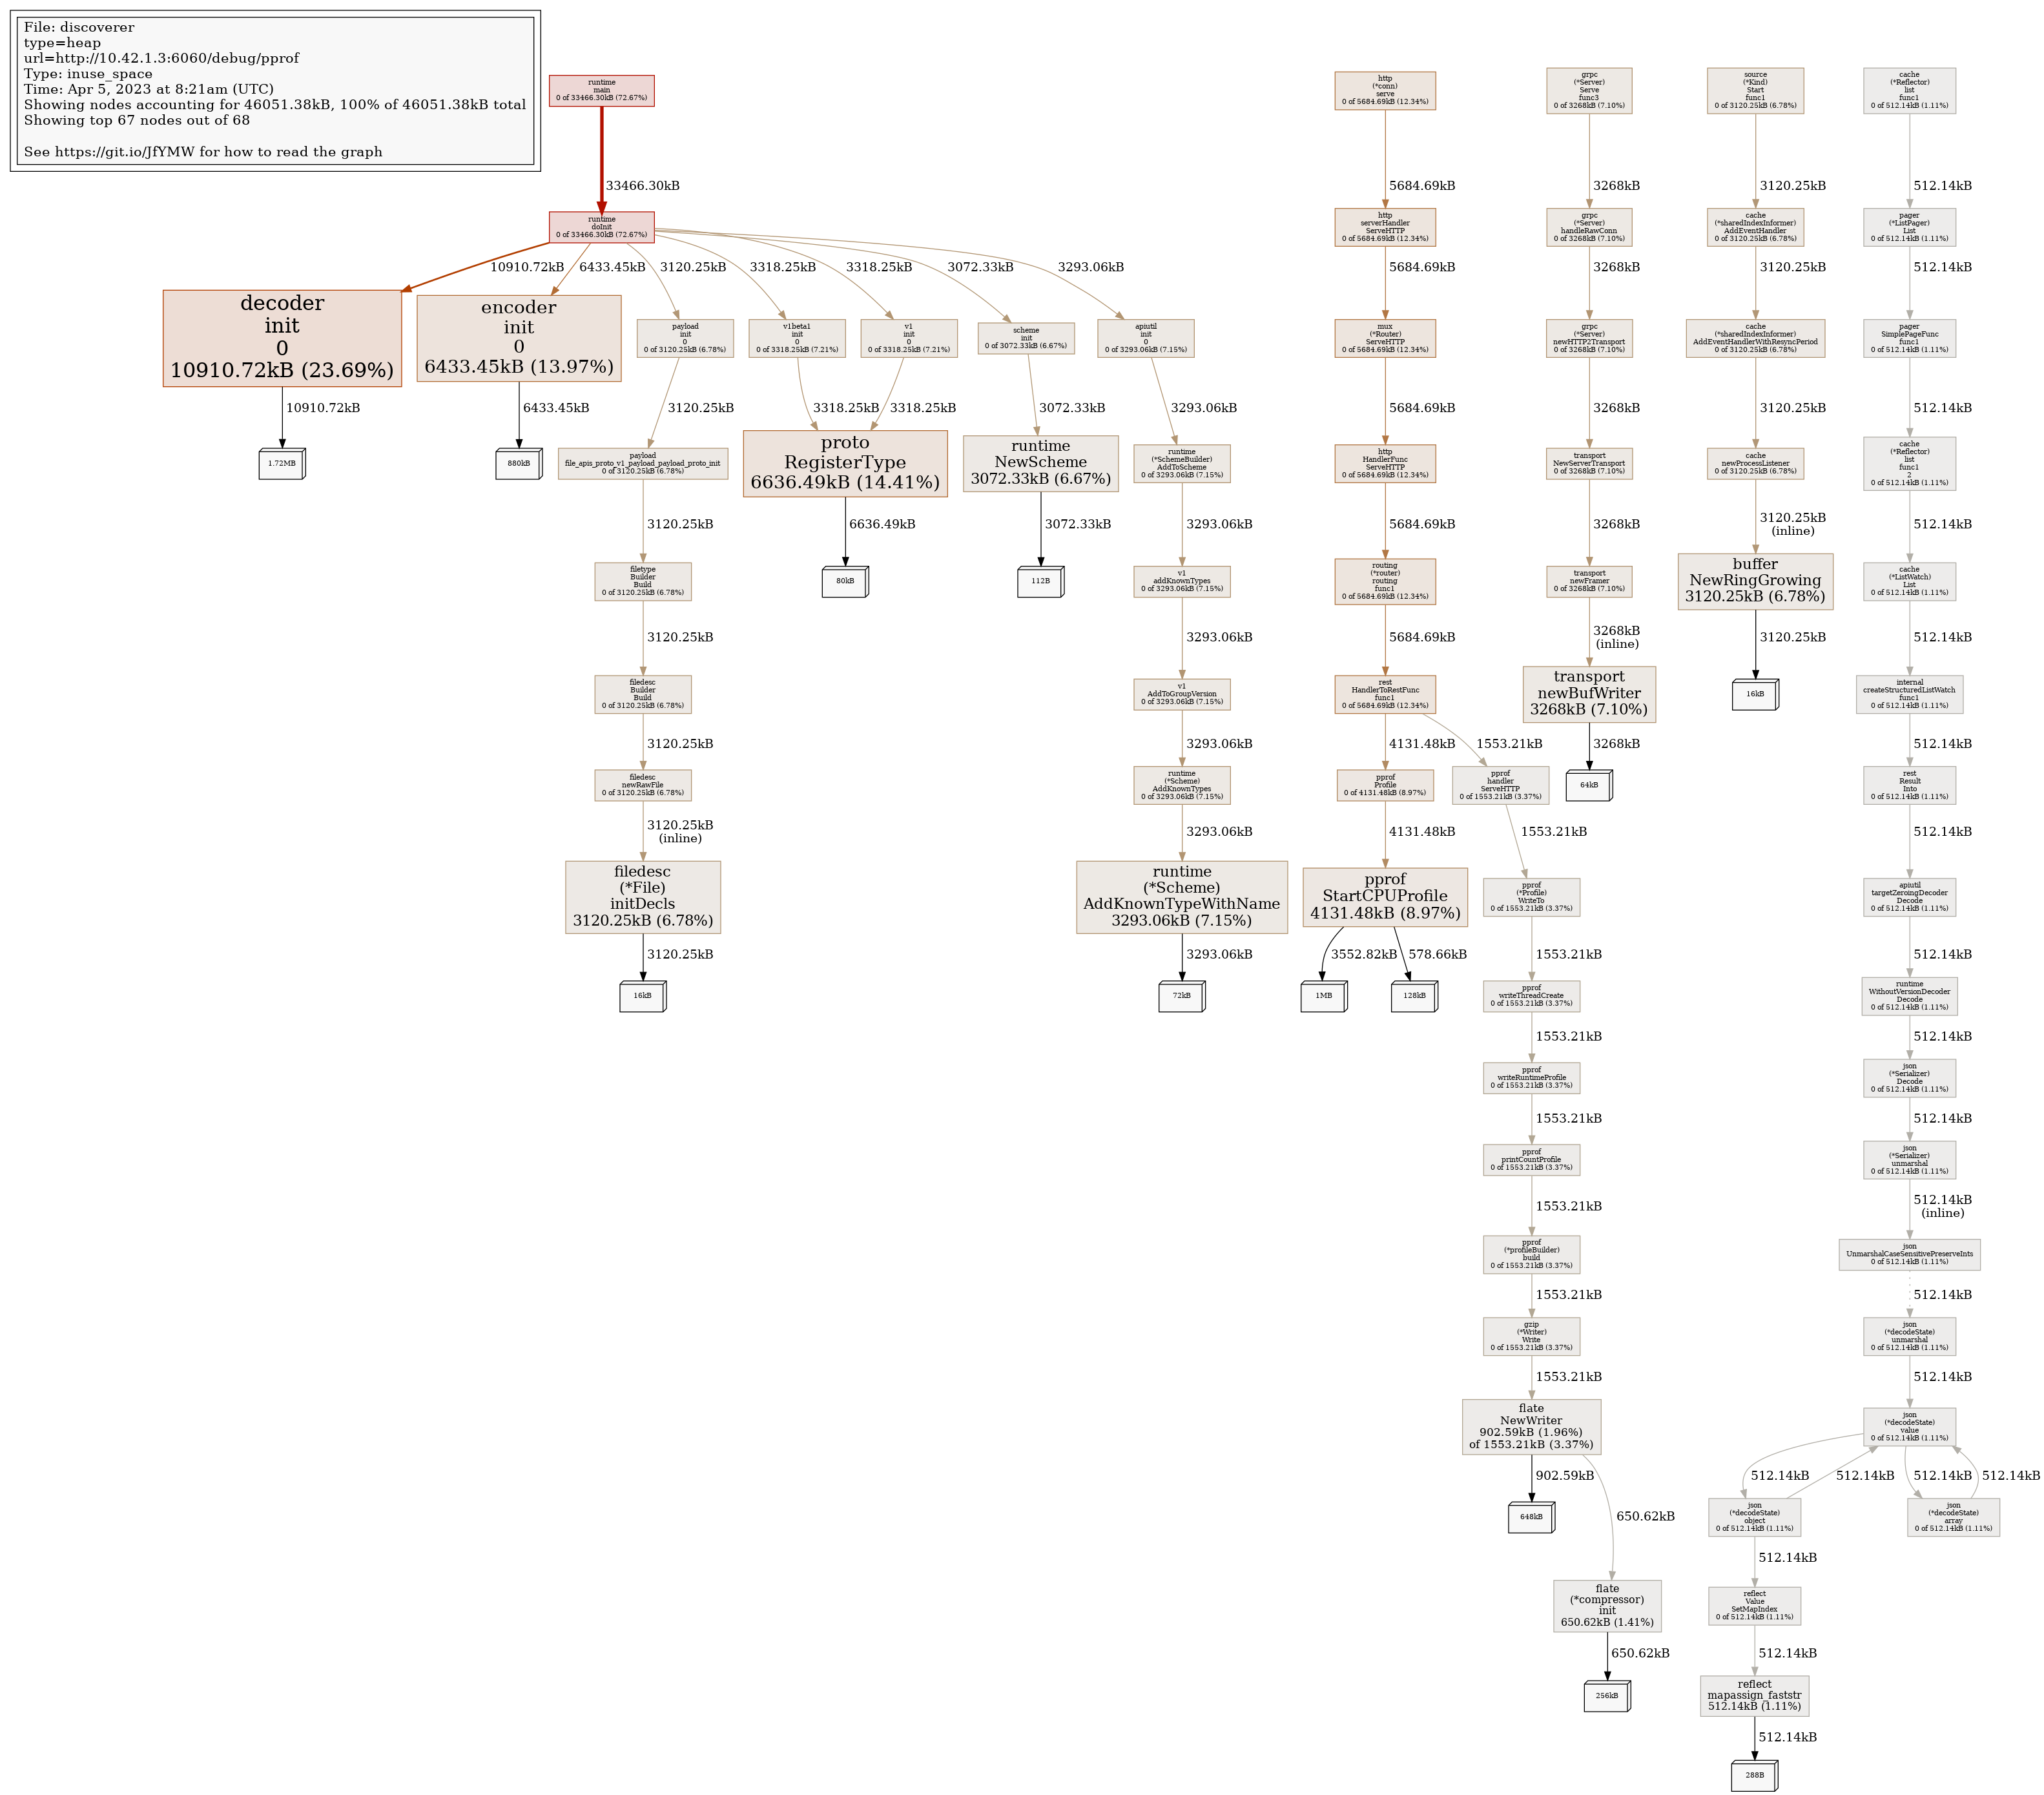 File: discoverer
type=heap
url=http://10.42.1.3:6060/debug/pprof
Type: inuse_space
Time: Apr 5, 2023 at 8:21am (UTC)
Showing nodes accounting for 46051.38kB, 100% of 46051.38kB total
Showing top 67 nodes out of 68
See https://git.io/JfYMW for how to read the graph
runtime
main
0 of 33466.30kB (72.67%)
33466.30kB
runtime
doInit
0 of 33466.30kB (72.67%)
10910.72kB
6433.45kB
3120.25kB
3318.25kB
3318.25kB
3072.33kB
3293.06kB
decoder
init
0
10910.72kB (23.69%)
10910.72kB
1.72MB
encoder
init
0
6433.45kB (13.97%)
6433.45kB
880kB
payload
init
0
0 of 3120.25kB (6.78%)
3120.25kB
payload
file_apis_proto_v1_payload_payload_proto_init
0 of 3120.25kB (6.78%)
3120.25kB
filetype
Builder
Build
0 of 3120.25kB (6.78%)
3120.25kB
filedesc
Builder
Build
0 of 3120.25kB (6.78%)
3120.25kB
filedesc
newRawFile
0 of 3120.25kB (6.78%)
3120.25kB
(inline)
filedesc
(*File)
initDecls
3120.25kB (6.78%)
3120.25kB
16kB
v1beta1
init
0
0 of 3318.25kB (7.21%)
3318.25kB
v1
init
0
0 of 3318.25kB (7.21%)
3318.25kB
proto
RegisterType
6636.49kB (14.41%)
6636.49kB
80kB
scheme
init
0 of 3072.33kB (6.67%)
3072.33kB
runtime
NewScheme
3072.33kB (6.67%)
3072.33kB
112B
apiutil
init
0
0 of 3293.06kB (7.15%)
3293.06kB
runtime
(*SchemeBuilder)
AddToScheme
0 of 3293.06kB (7.15%)
3293.06kB
v1
addKnownTypes
0 of 3293.06kB (7.15%)
3293.06kB
v1
AddToGroupVersion
0 of 3293.06kB (7.15%)
3293.06kB
runtime
(*Scheme)
AddKnownTypes
0 of 3293.06kB (7.15%)
3293.06kB
runtime
(*Scheme)
AddKnownTypeWithName
3293.06kB (7.15%)
3293.06kB
72kB
http
(*conn)
serve
0 of 5684.69kB (12.34%)
5684.69kB
http
serverHandler
ServeHTTP
0 of 5684.69kB (12.34%)
5684.69kB
mux
(*Router)
ServeHTTP
0 of 5684.69kB (12.34%)
5684.69kB
http
HandlerFunc
ServeHTTP
0 of 5684.69kB (12.34%)
5684.69kB
routing
(*router)
routing
func1
0 of 5684.69kB (12.34%)
5684.69kB
rest
HandlerToRestFunc
func1
0 of 5684.69kB (12.34%)
4131.48kB
1553.21kB
pprof
Profile
0 of 4131.48kB (8.97%)
4131.48kB
pprof
StartCPUProfile
4131.48kB (8.97%)
3552.82kB
578.66kB
1MB
128kB
pprof
handler
ServeHTTP
0 of 1553.21kB (3.37%)
1553.21kB
pprof
(*Profile)
WriteTo
0 of 1553.21kB (3.37%)
1553.21kB
pprof
writeThreadCreate
0 of 1553.21kB (3.37%)
1553.21kB
pprof
writeRuntimeProfile
0 of 1553.21kB (3.37%)
1553.21kB
pprof
printCountProfile
0 of 1553.21kB (3.37%)
1553.21kB
pprof
(*profileBuilder)
build
0 of 1553.21kB (3.37%)
1553.21kB
gzip
(*Writer)
Write
0 of 1553.21kB (3.37%)
1553.21kB
flate
NewWriter
902.59kB (1.96%)
of 1553.21kB (3.37%)
902.59kB
648kB
650.62kB
flate
(*compressor)
init
650.62kB (1.41%)
650.62kB
256kB
grpc
(*Server)
Serve
func3
0 of 3268kB (7.10%)
3268kB
grpc
(*Server)
handleRawConn
0 of 3268kB (7.10%)
3268kB
grpc
(*Server)
newHTTP2Transport
0 of 3268kB (7.10%)
3268kB
transport
NewServerTransport
0 of 3268kB (7.10%)
3268kB
transport
newFramer
0 of 3268kB (7.10%)
3268kB
(inline)
transport
newBufWriter
3268kB (7.10%)
3268kB
64kB
source
(*Kind)
Start
func1
0 of 3120.25kB (6.78%)
3120.25kB
cache
(*sharedIndexInformer)
AddEventHandler
0 of 3120.25kB (6.78%)
3120.25kB
cache
(*sharedIndexInformer)
AddEventHandlerWithResyncPeriod
0 of 3120.25kB (6.78%)
3120.25kB
cache
newProcessListener
0 of 3120.25kB (6.78%)
3120.25kB
(inline)
buffer
NewRingGrowing
3120.25kB (6.78%)
3120.25kB
16kB
cache
(*Reflector)
list
func1
0 of 512.14kB (1.11%)
512.14kB
pager
(*ListPager)
List
0 of 512.14kB (1.11%)
512.14kB
pager
SimplePageFunc
func1
0 of 512.14kB (1.11%)
512.14kB
cache
(*Reflector)
list
func1
2
0 of 512.14kB (1.11%)
512.14kB
cache
(*ListWatch)
List
0 of 512.14kB (1.11%)
512.14kB
internal
createStructuredListWatch
func1
0 of 512.14kB (1.11%)
512.14kB
rest
Result
Into
0 of 512.14kB (1.11%)
512.14kB
apiutil
targetZeroingDecoder
Decode
0 of 512.14kB (1.11%)
512.14kB
runtime
WithoutVersionDecoder
Decode
0 of 512.14kB (1.11%)
512.14kB
json
(*Serializer)
Decode
0 of 512.14kB (1.11%)
512.14kB
json
(*Serializer)
unmarshal
0 of 512.14kB (1.11%)
512.14kB
(inline)
json
UnmarshalCaseSensitivePreserveInts
0 of 512.14kB (1.11%)
512.14kB
json
(*decodeState)
unmarshal
0 of 512.14kB (1.11%)
512.14kB
json
(*decodeState)
value
0 of 512.14kB (1.11%)
512.14kB
512.14kB
512.14kB
512.14kB
json
(*decodeState)
object
0 of 512.14kB (1.11%)
json
(*decodeState)
array
0 of 512.14kB (1.11%)
512.14kB
reflect
Value
SetMapIndex
0 of 512.14kB (1.11%)
512.14kB
reflect
mapassign_faststr
512.14kB (1.11%)
512.14kB
288B